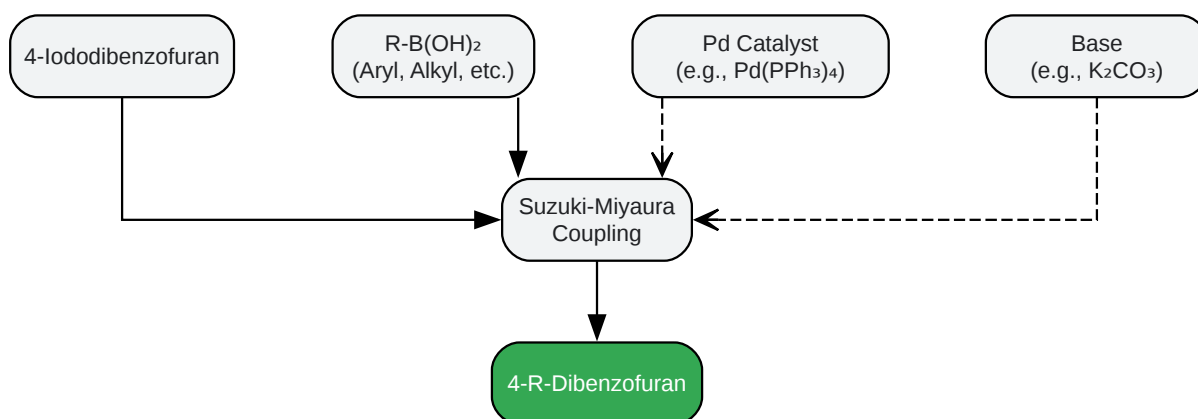 4-Iododibenzofuran
R-B(OH)₂
(Aryl, Alkyl, etc.)
Pd Catalyst
(e.g., Pd(PPh₃)₄)
Base
(e.g., K₂CO₃)
Suzuki-Miyaura
Coupling
4-R-Dibenzofuran